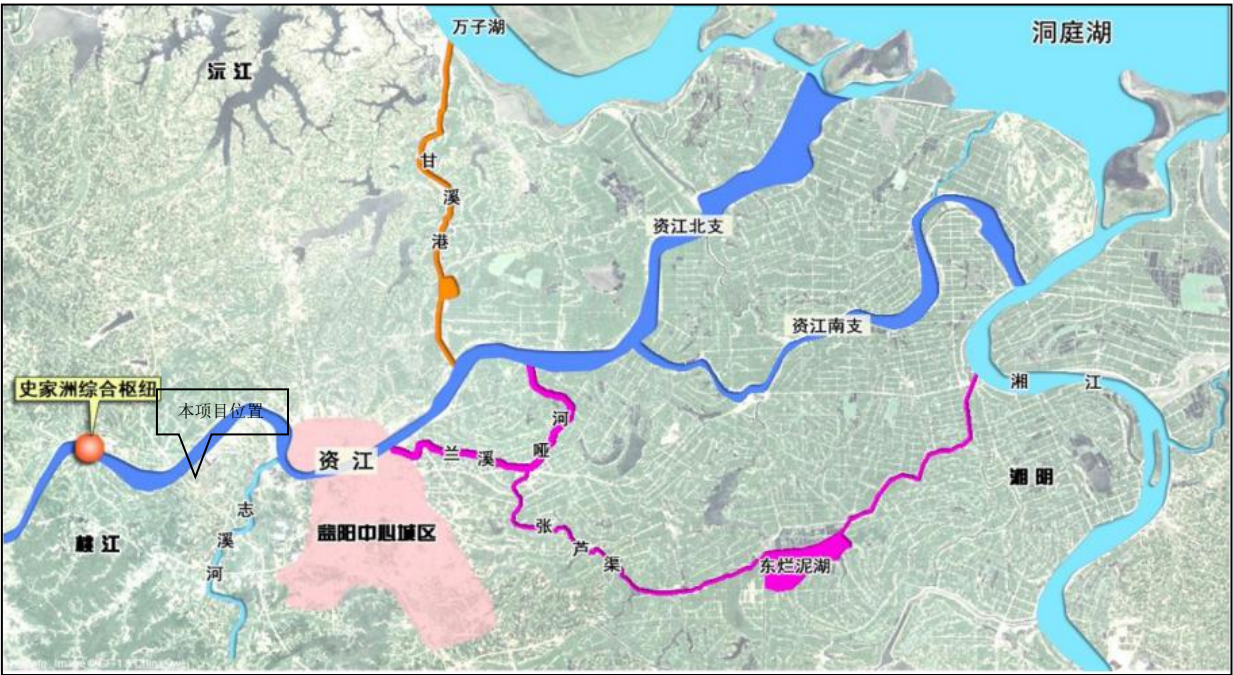 万子湖
洞庭湖
沅江
甘溪港
资江北支
资江南支
史家洲综合枢纽
本项目位置
湘江
河
兰溪
哑
资江
湘阴
志溪河
益阳中心城区
桃江
张芦渠
东烂泥湖